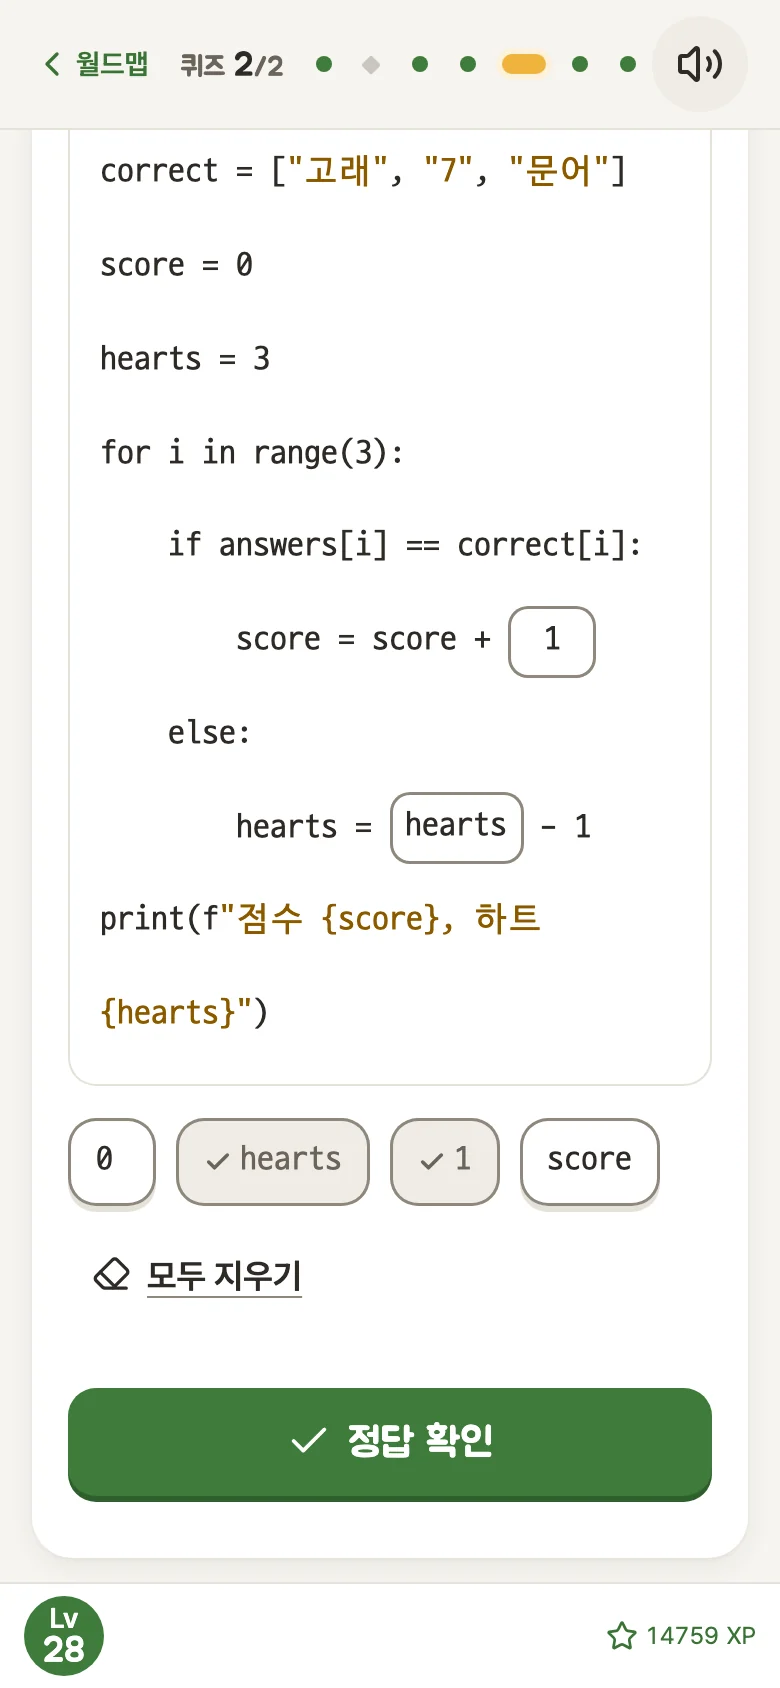 월드맵 퀴즈 2/2
correct = ["고래", "7", "문어"]
score = 0
hearts = 3
for i in range(3):
    if answers[i] == correct[i]:
        score = score + 1
    else:
        hearts = hearts - 1
print(f"점수 {score}, 하트
{hearts}")
0 hearts 1 score
모두 지우기
정답 확인
Lv
28
14759 XP